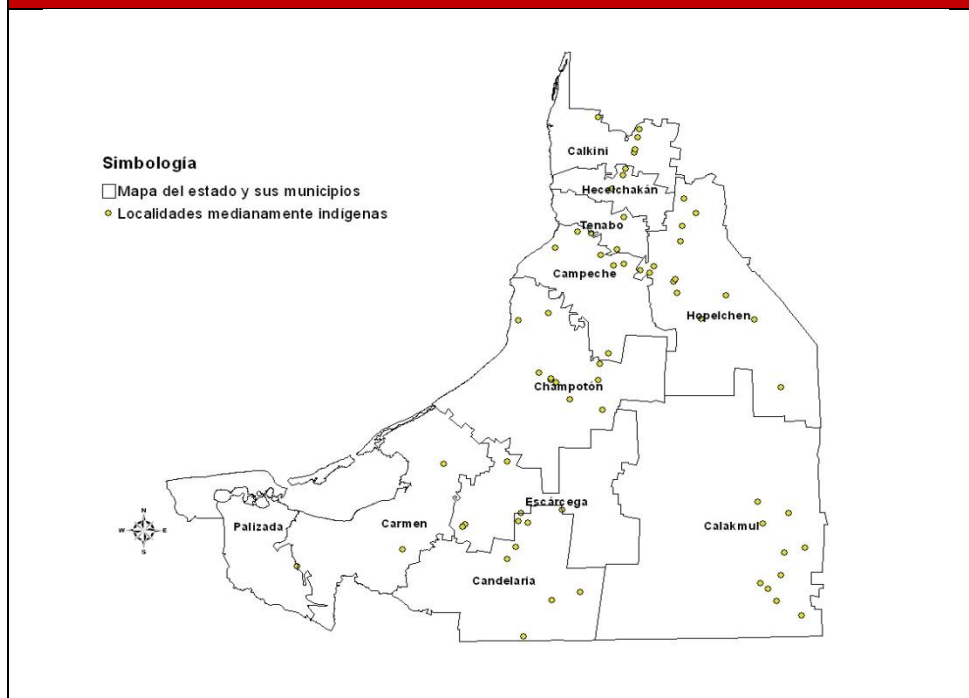 Calkini
Simbología
Mapa del estado y sus municipios
Hecelchakán
Localidades medianamente indígenas
Tenabo
Campeche
Hopelchen
Champotón
Escárcega
N
W E
S
Palizada
Carmen
Calakmul
Candelaria